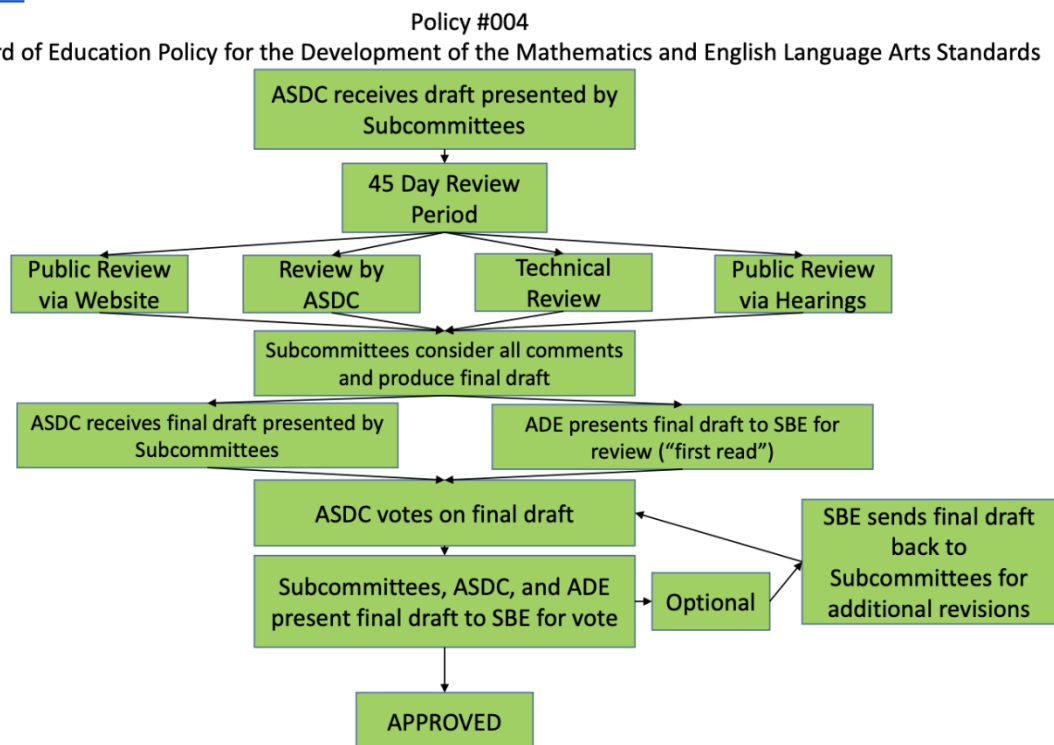 Policy #004
of Education Policy for the Development of the Mathematics and English Language Arts Standards
ASDC receives draft presented by
Subcommittees
45 Day Review
Period
Public Review
via Website
Review by
ASDC
Technical
Review
Public Review
via Hearings
Subcommittees consider all comments
and produce final draft
ASDC receives final draft presented by
Subcommittees
ADE presents final draft to SBE for
review (“first read”)
ASDC votes on final draft
SBE sends final draft
back to
Subcommittees for
additional revisions
Subcommittees, ASDC, and ADE
present final draft to SBE for vote
Optional
APPROVED